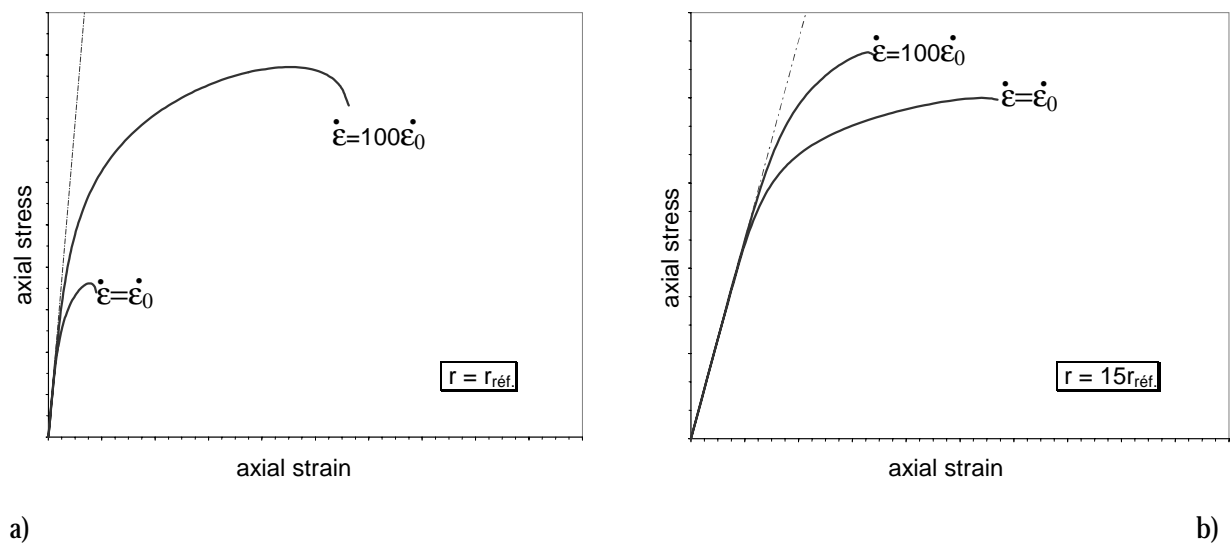 axial stress
ε̇=100ε̇₀
ε̇=ε̇₀
r = rréf.
axial strain
a)
axial stress
ε̇=100ε̇₀
ε̇=ε̇₀
r = 15rréf.
axial strain
b)